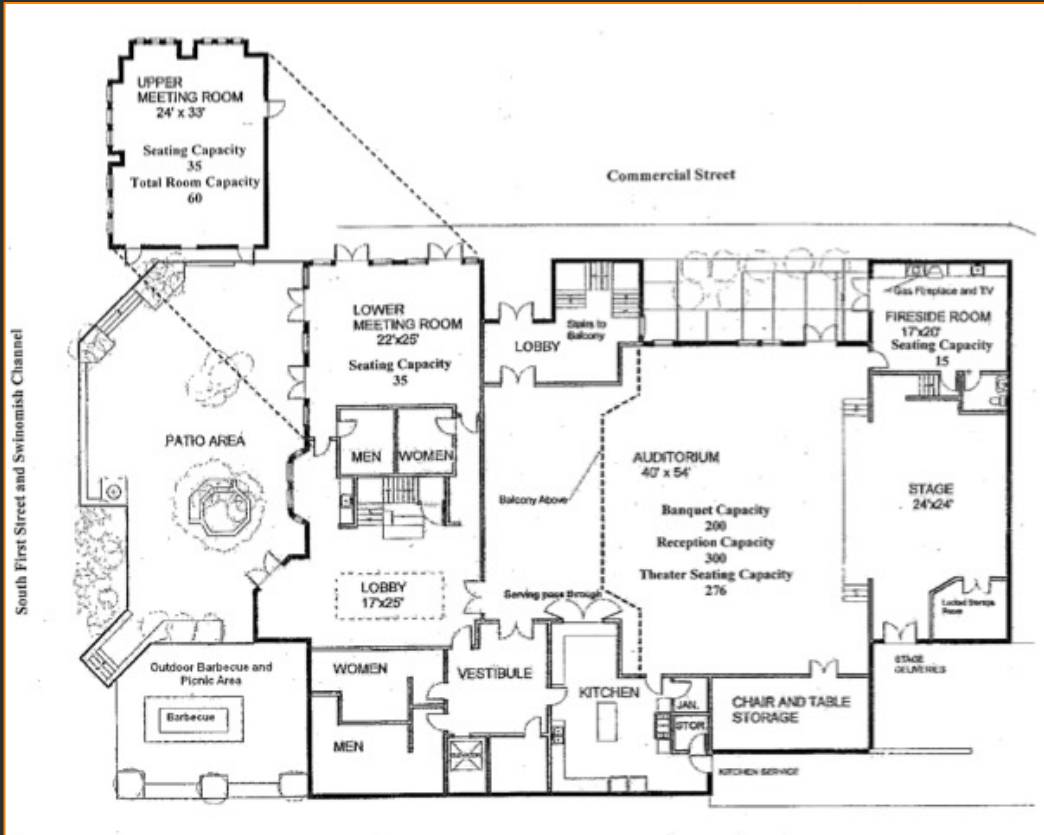 UPPER
MEETING ROOM
24' x 33'
Seating Capacity
35
Total Room Capacity
60
Commercial Street
South First Street and Swinomish Channel
LOWER
MEETING ROOM
22'x25'
Seating Capacity
35
LOBBY
Stairs to
Balcony
Gas Fireplace and TV
FIRESIDE ROOM
17'x20'
Seating Capacity
15
PATIO AREA
MEN
WOMEN
Balcony Above
AUDITORIUM
40' x 54'
Banquet Capacity
200
Reception Capacity
300
Theater Seating Capacity
276
STAGE
24'x24'
LOBBY
17'x25'
Serving pass through
Locked Storage
Room
Outdoor Barbecue and
Picnic Area
Barbecue
WOMEN
MEN
VESTIBULE
KITCHEN
JAN.
STOR
CHAIR AND TABLE
STORAGE
STAGE
DELIVERIES
KITCHEN SERVICE